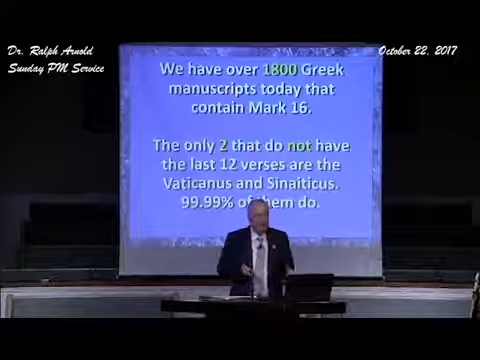 Dr. Ralph Arnold
Sunday PM Service
October 22, 2017
We have over 1800 Greek
manuscripts today that
contain Mark 16.
The only 2 that do not have
the last 12 verses are the
Vaticanus and Sinaiticus.
99.99% of them do.